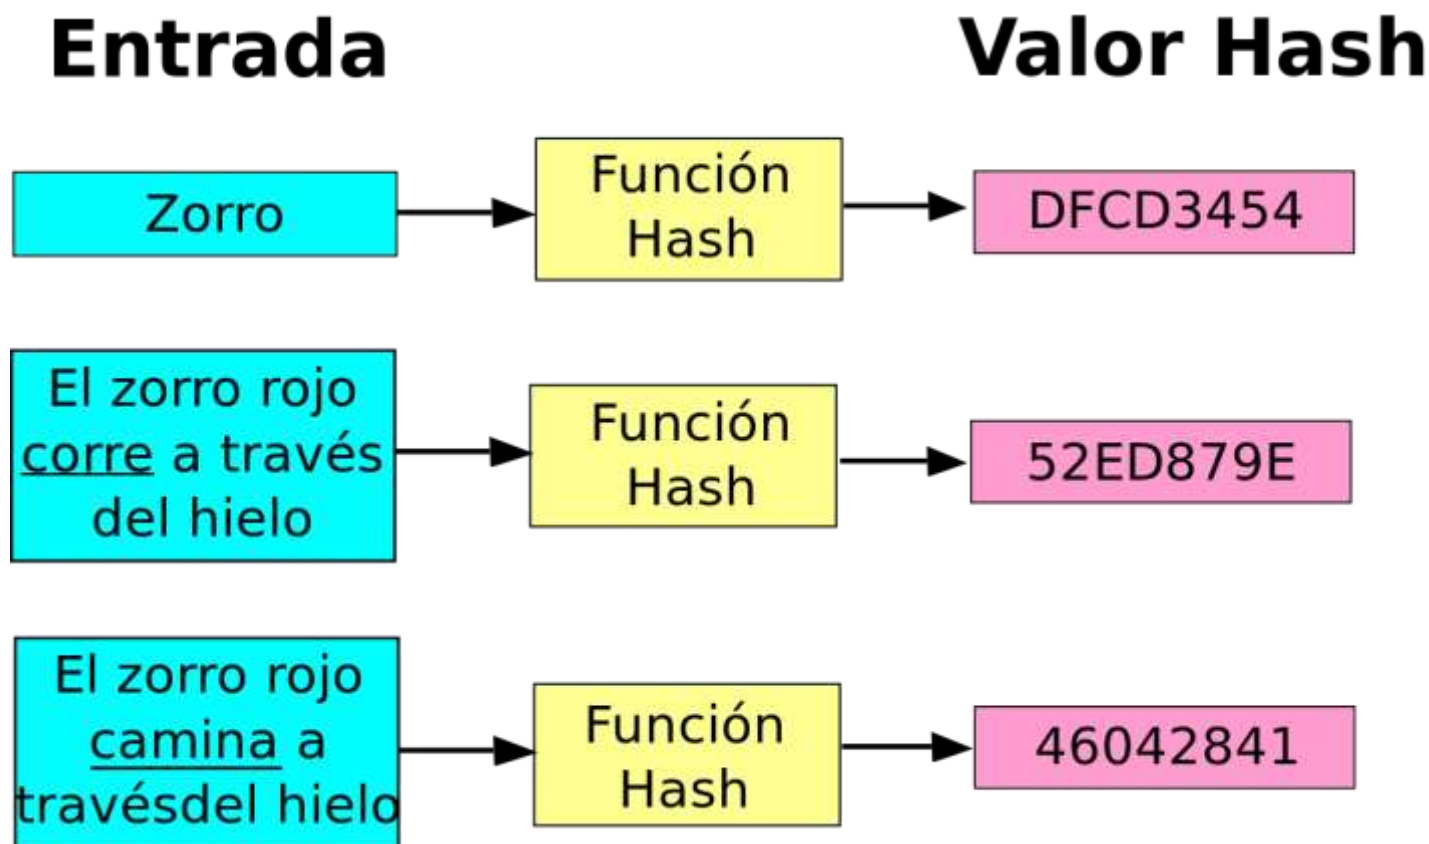 Entrada
Valor Hash
Zorro
Función
Hash
DFCD3454
El zorro rojo
corre a través
del hielo
Función
Hash
52ED879E
El zorro rojo
camina a
travésdel hielo
Función
Hash
46042841